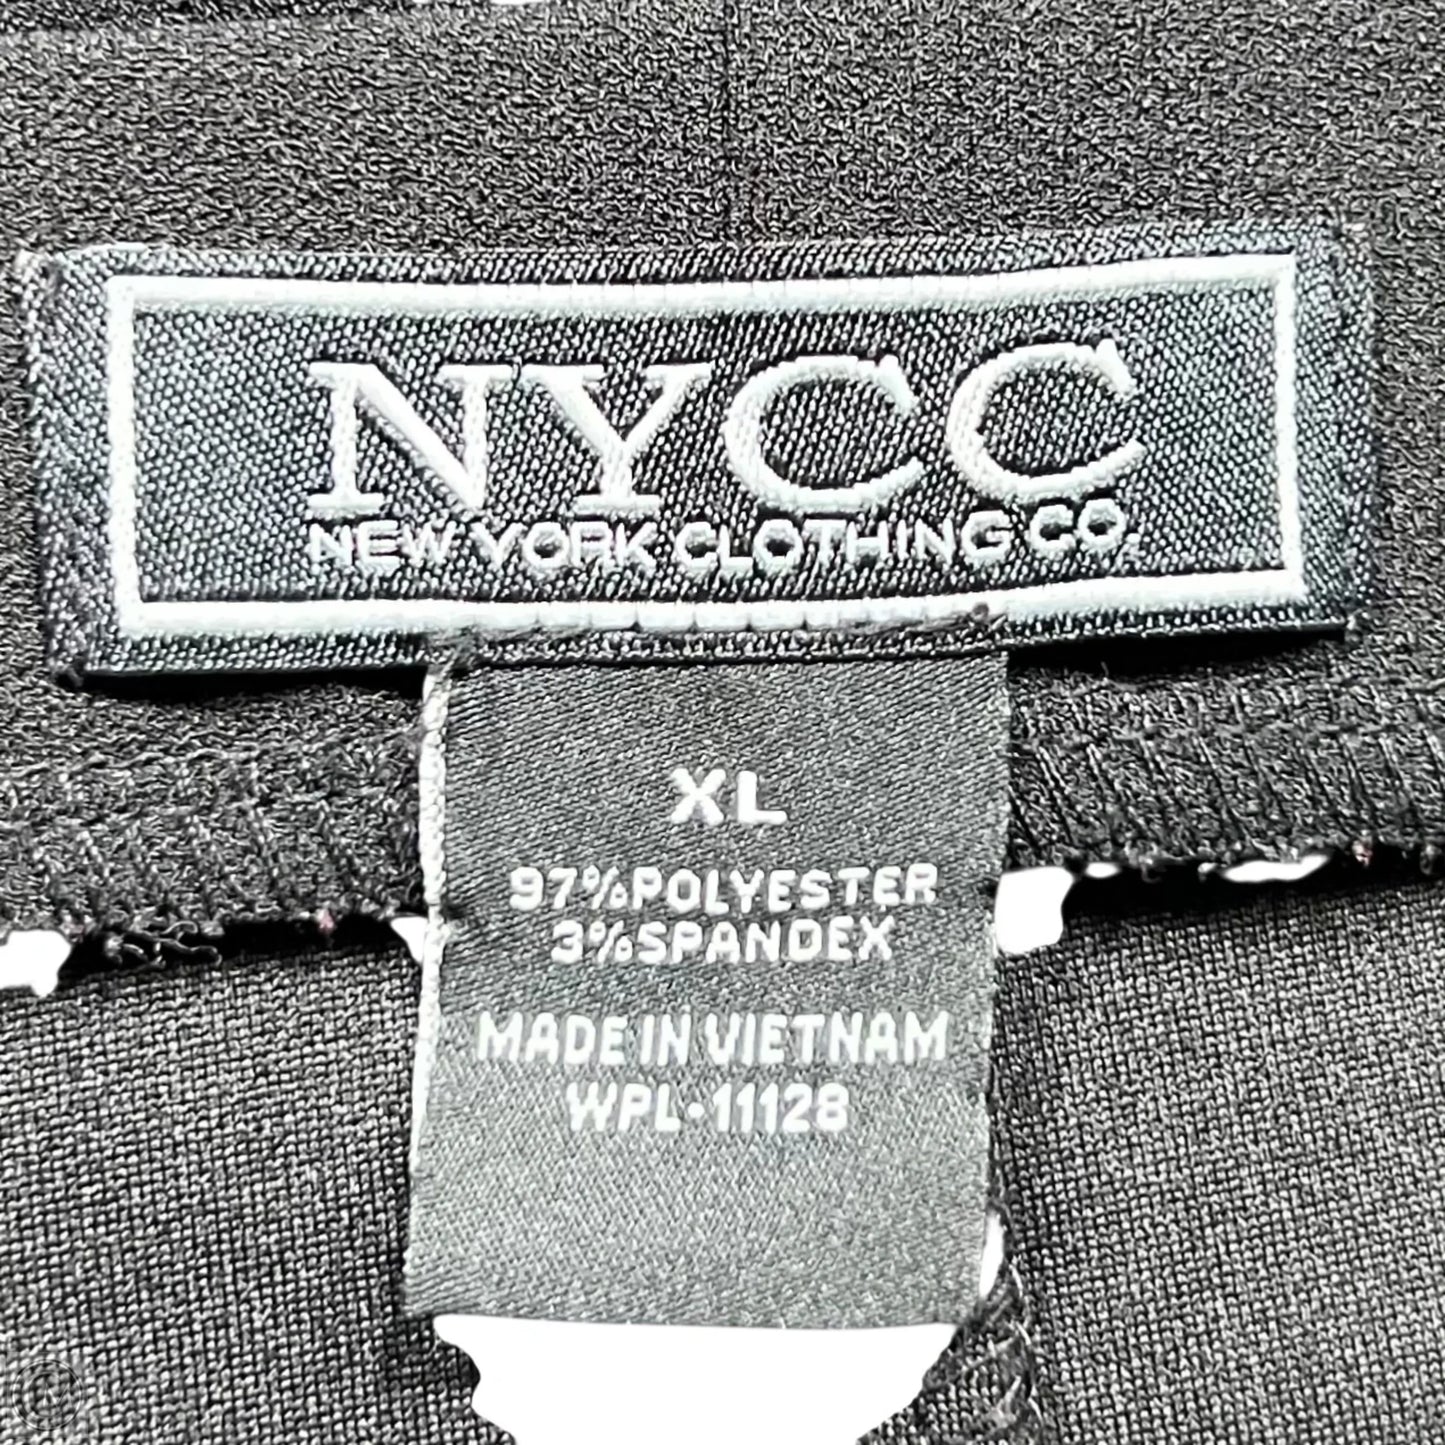 NYCC
NEW YORK CLOTHING CO.
XL
97%POLYESTER
3%SPANDEX
MADE IN VIETNAM
WPL·11128